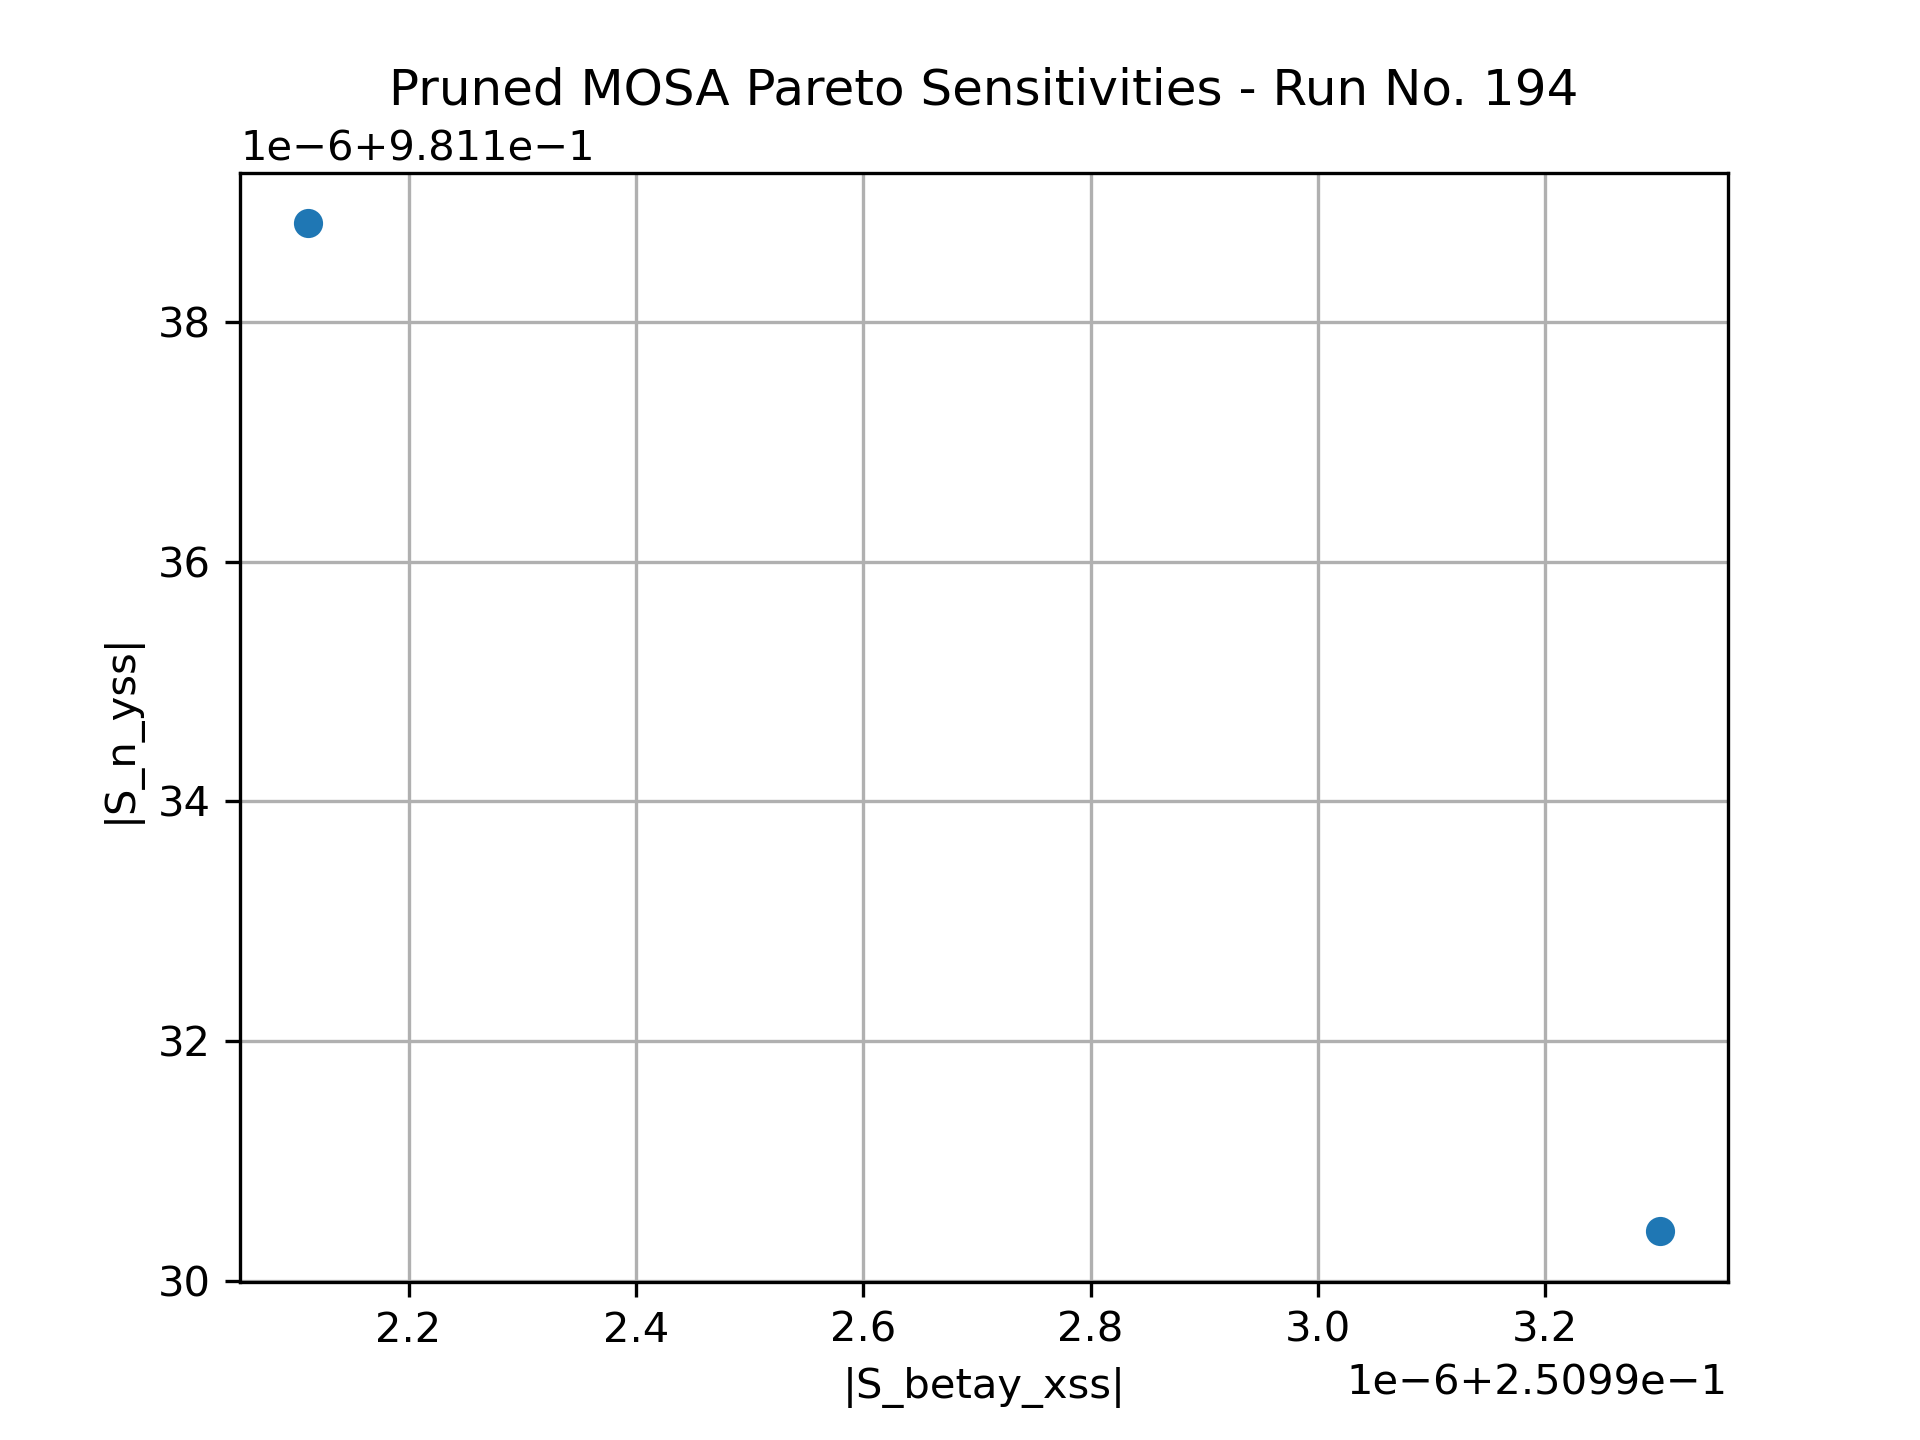 Pruned MOSA Pareto Sensitivities - Run No. 194
1e−6+9.811e−1
38
36
34
32
30
|S_n_yss|
2.2 2.4 2.6 2.8 3.0 3.2
|S_betay_xss|
1e−6+2.5099e−1